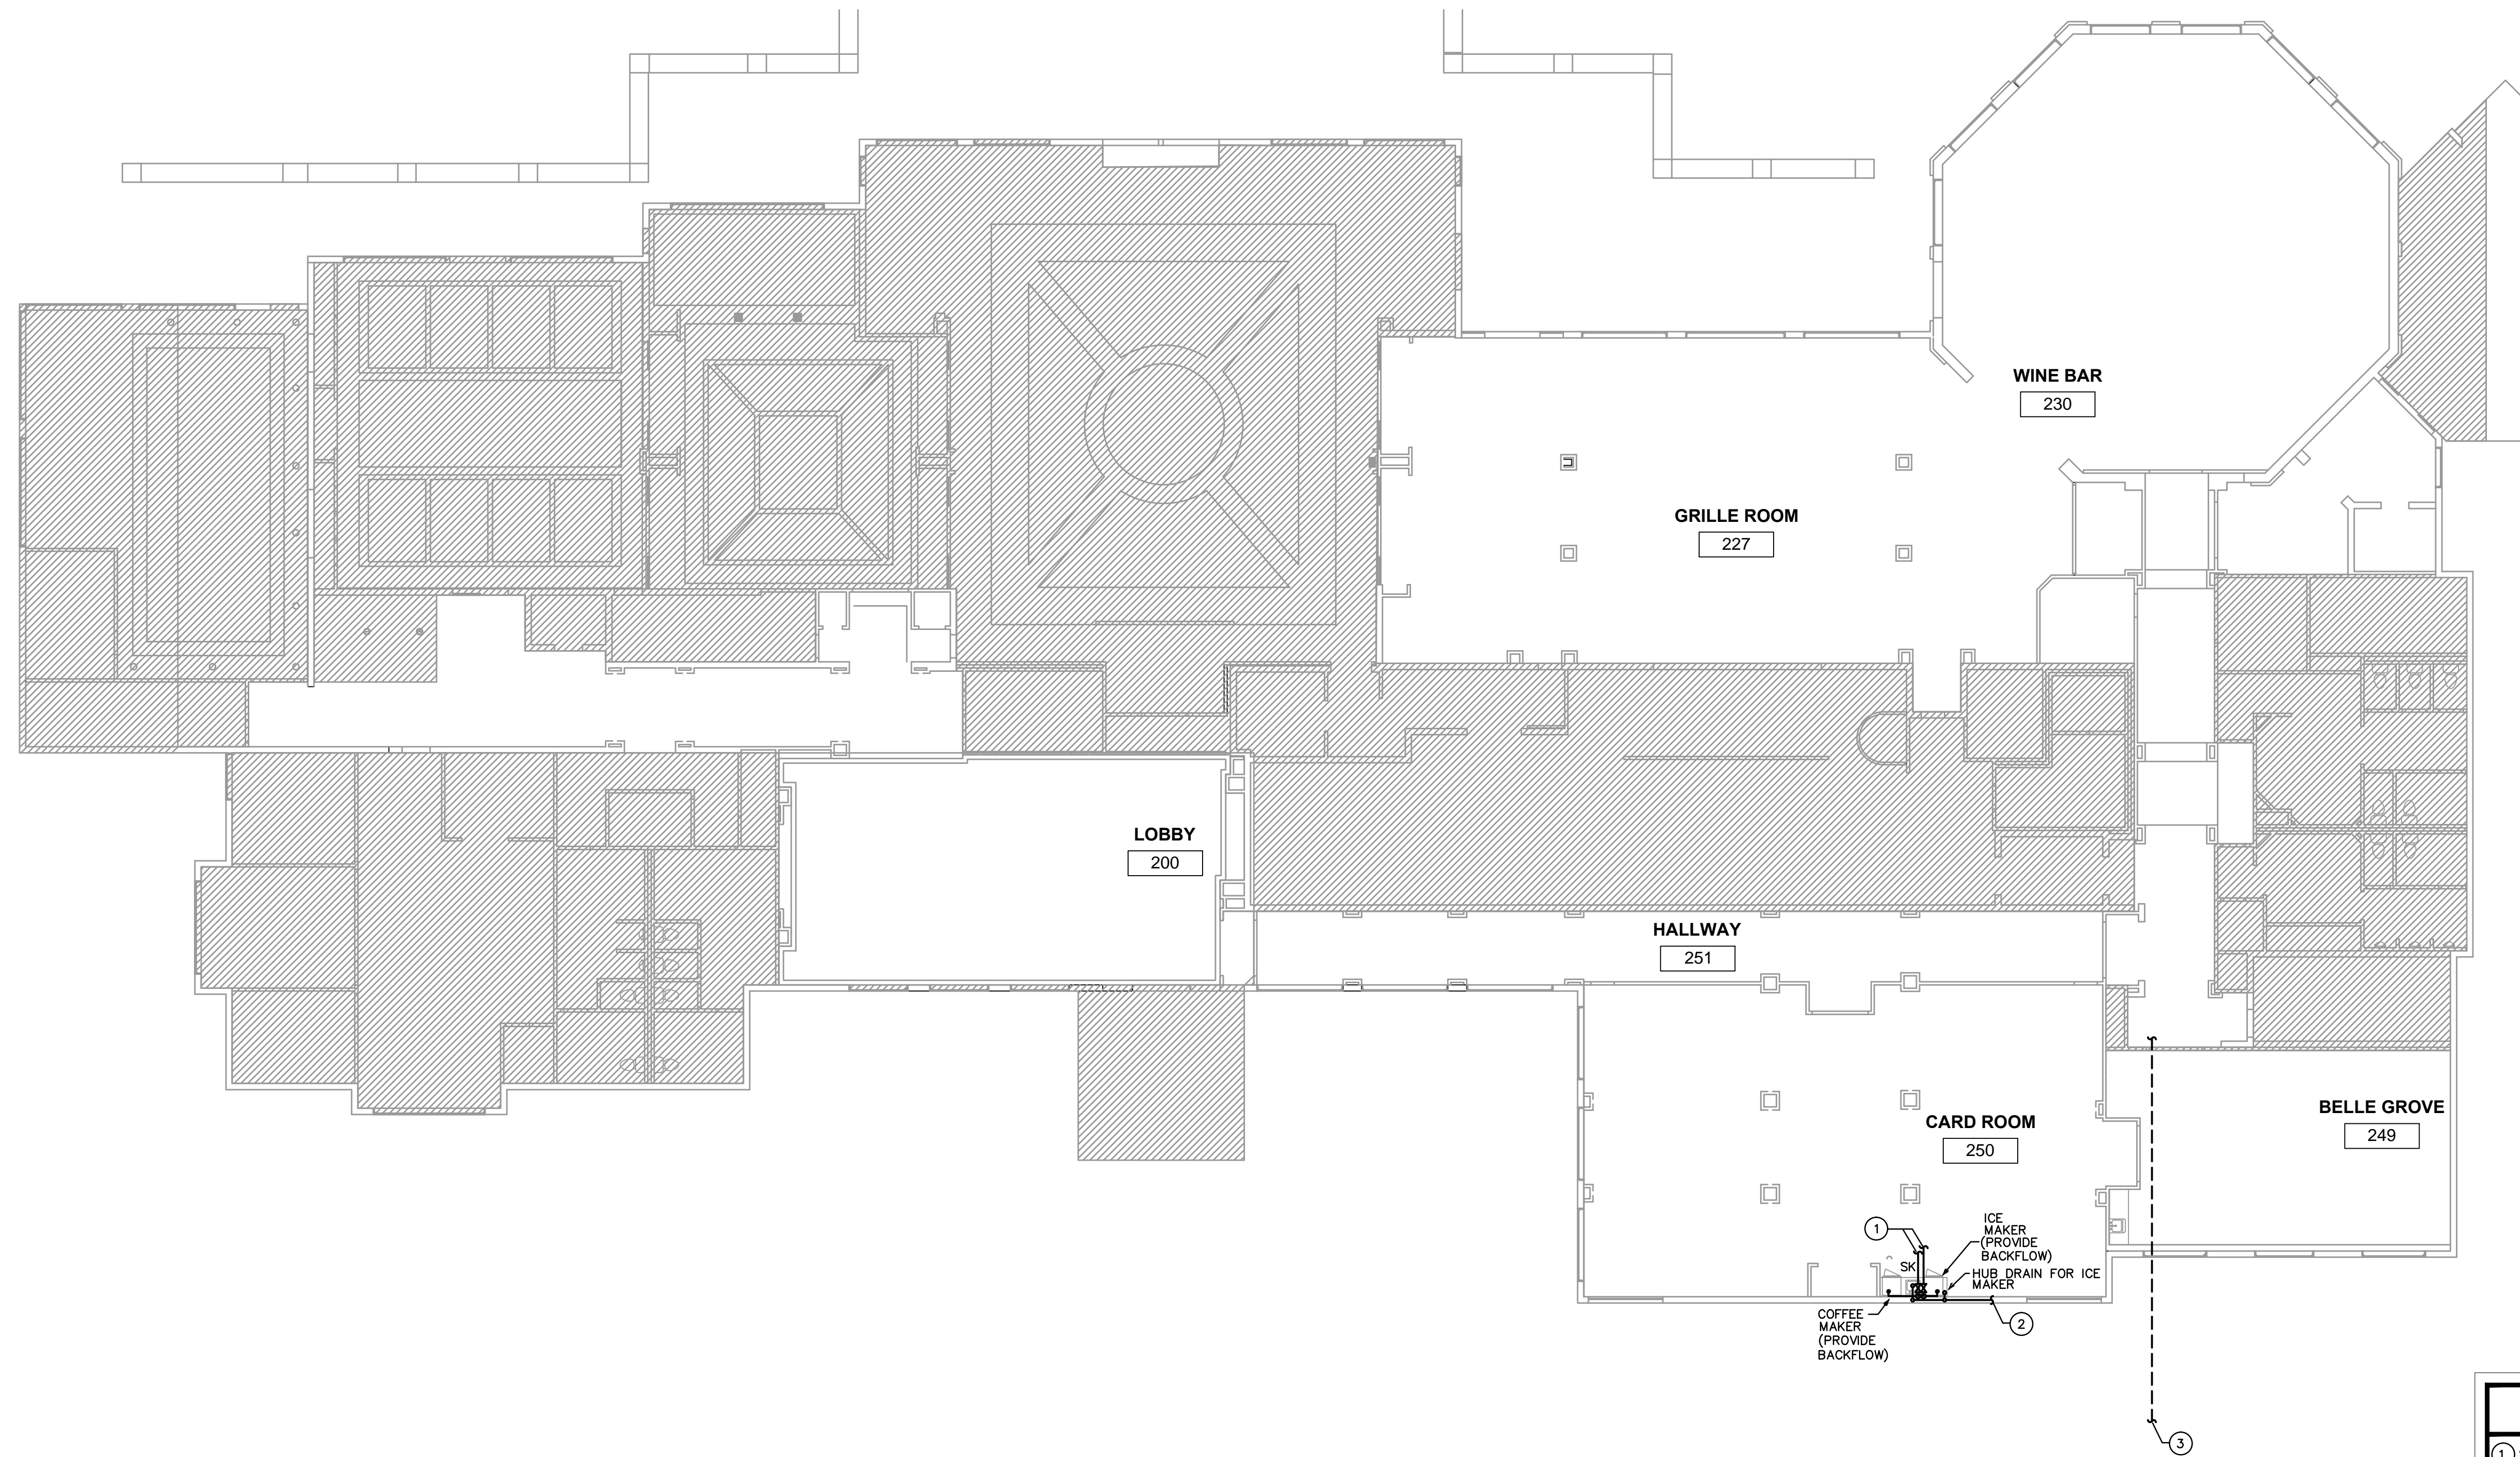 WINE BAR
230
GRILLE ROOM
227
LOBBY
200
HALLWAY
251
BELLE GROVE
249
CARD ROOM
250
1
ICE
MAKER
(PROVIDE
BACKFLOW)
SK
HUB DRAIN FOR ICE
MAKER
COFFEE
MAKER
(PROVIDE
BACKFLOW)
2
3
1